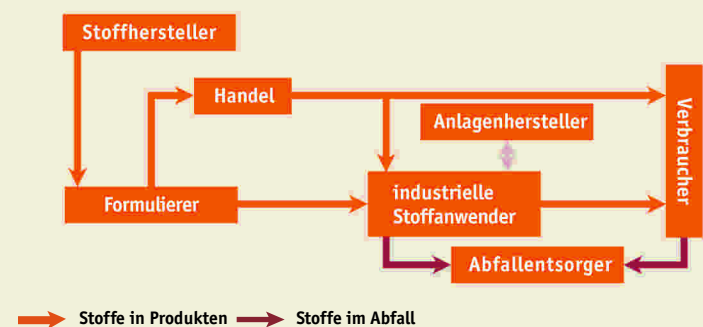 Stoffhersteller
Handel
Anlagenhersteller
Verbraucher
industrielle
Stoffanwender
Formulierer
Abfallentsorger
Stoffe in Produkten
Stoffe im Abfall